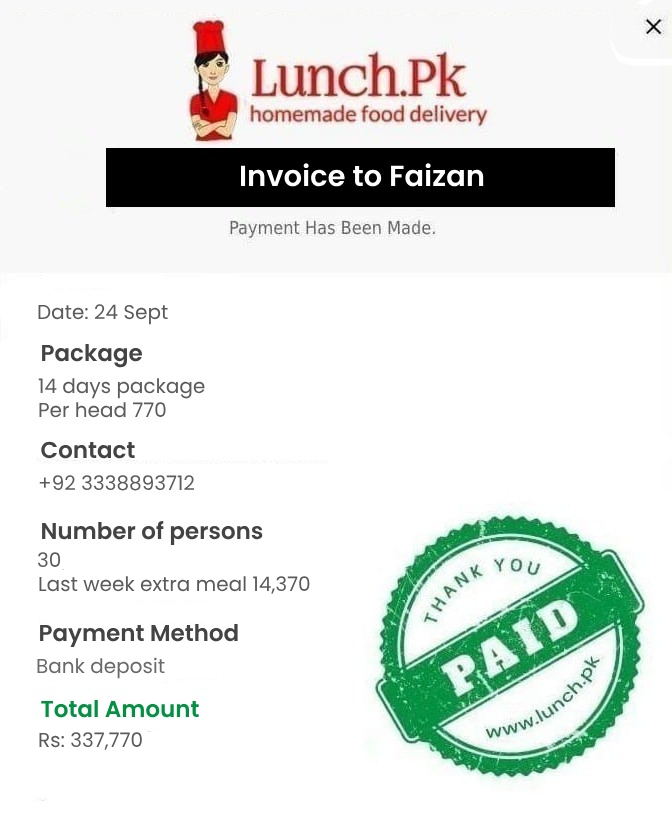 Lunch.Pk
homemade food delivery
Invoice to Faizan
Payment Has Been Made.
Date: 24 Sept
Package
14 days package
Per head 770
Contact
+92 3338893712
Number of persons
30
Last week extra meal 14,370
Payment Method
Bank deposit
Total Amount
Rs: 337,770
THANK YOU
PAID
www.lunch.pk